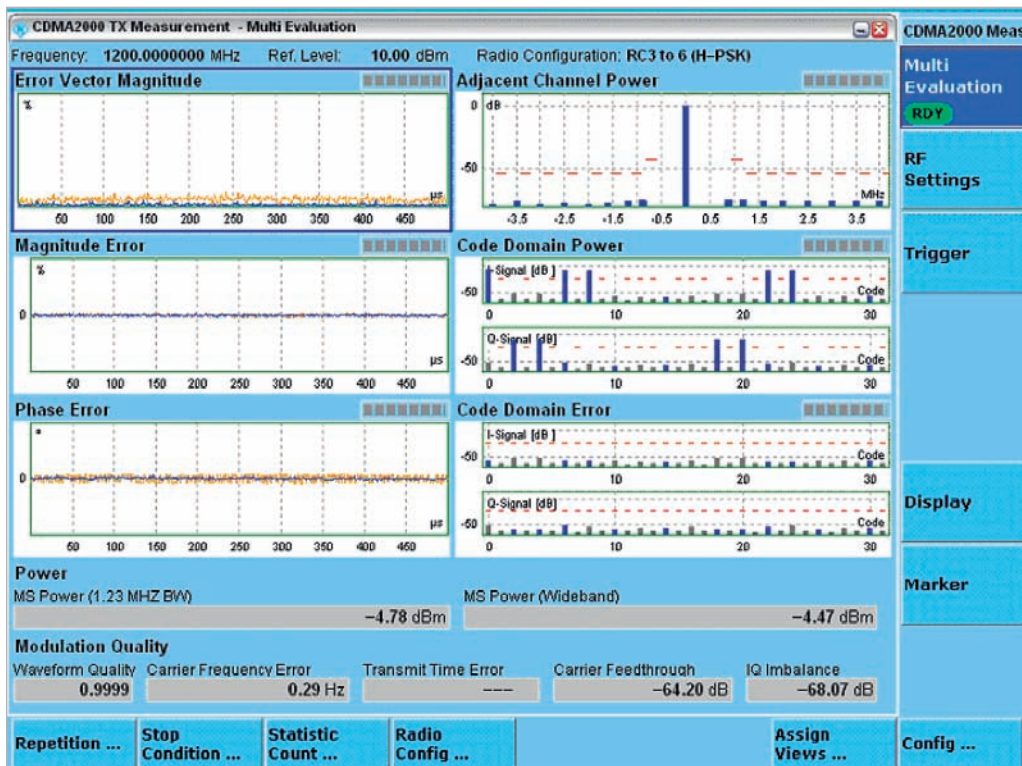 CDMA2000 TX Measurement - Multi Evaluation
CDMA2000 Meas
Frequency: 1200.0000000 MHz Ref. Level: 10.00 dBm Radio Configuration: RC3 to 6 (H-PSK)
Multi Evaluation
RDY
RF Settings
Trigger
Display
Marker
Error Vector Magnitude
%
µs
50 100 150 200 250 300 350 400 450
Adjacent Channel Power
0 dB
-50
MHz
-3.5 -2.5 -1.5 -0.5 0.5 1.5 2.5 3.5
Magnitude Error
%
0
µs
50 100 150 200 250 300 350 400 450
Code Domain Power
I-Signal [dB ]
-50
Code
0 10 20 30
Q-Signal [dB]
-50
Code
0 10 20 30
Phase Error
°
0
µs
50 100 150 200 250 300 350 400 450
Code Domain Error
I-Signal [dB ]
-50
Code
0 10 20 30
Q-Signal [dB]
-50
Code
0 10 20 30
Power
MS Power (1.23 MHZ BW)
MS Power (Wideband)
-4.78 dBm
-4.47 dBm
Modulation Quality
Waveform Quality Carrier Frequency Error Transmit Time Error Carrier Feedthrough IQ Imbalance
0.9999 0.29 Hz --- -64.20 dB -68.07 dB
Repetition ...
Stop Condition ...
Statistic Count ...
Radio Config ...
Assign Views ...
Config ...